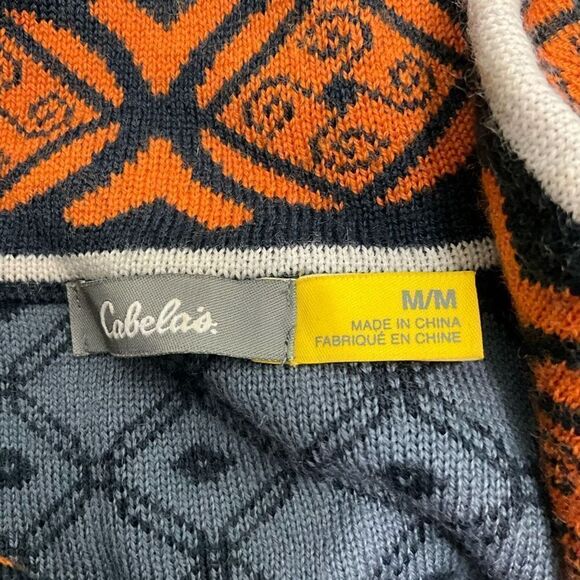 Cabela's.
M/M
MADE IN CHINA
FABRIQUÉ EN CHINE